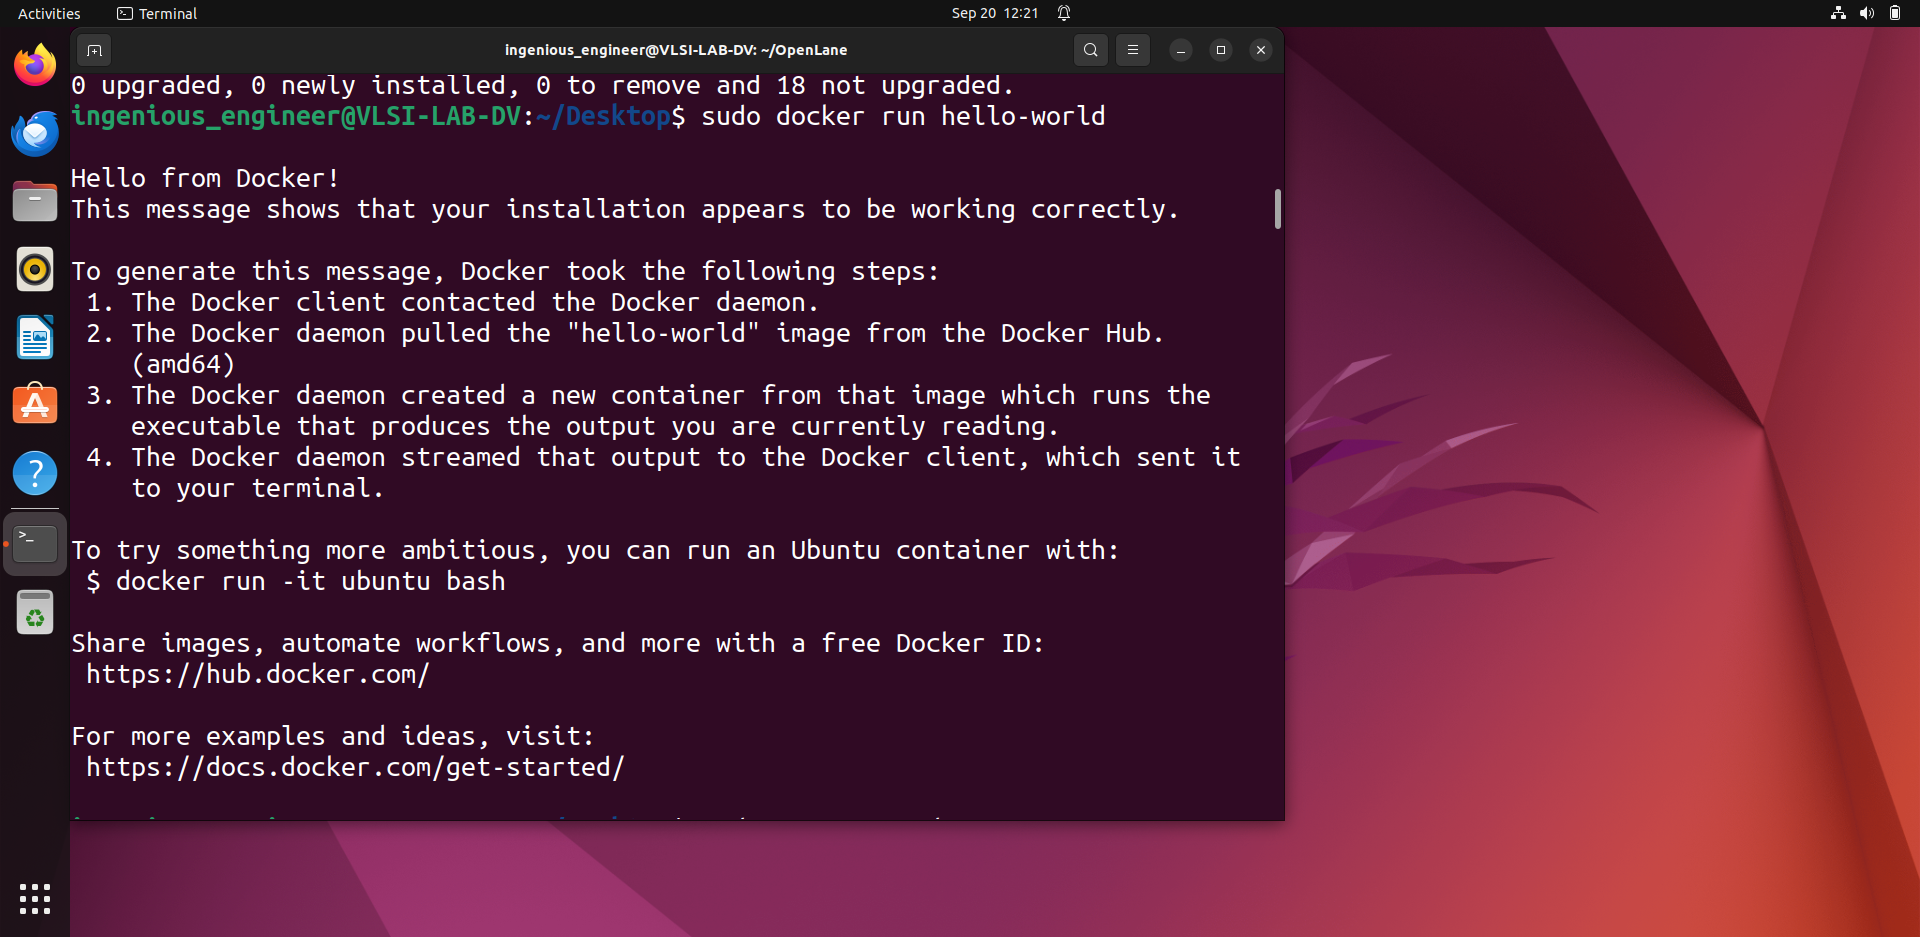 Activities
Terminal
Sep 20 12:21
ingenious_engineer@VLSI-LAB-DV: ~/OpenLane
0 upgraded, 0 newly installed, 0 to remove and 18 not upgraded.
ingenious_engineer@VLSI-LAB-DV:~/Desktop$ sudo docker run hello-world
Hello from Docker!
This message shows that your installation appears to be working correctly.
To generate this message, Docker took the following steps:
1. The Docker client contacted the Docker daemon.
2. The Docker daemon pulled the "hello-world" image from the Docker Hub.
(amd64)
3. The Docker daemon created a new container from that image which runs the
executable that produces the output you are currently reading.
4. The Docker daemon streamed that output to the Docker client, which sent it
to your terminal.
To try something more ambitious, you can run an Ubuntu container with:
$ docker run -it ubuntu bash
Share images, automate workflows, and more with a free Docker ID:
https://hub.docker.com/
For more examples and ideas, visit:
https://docs.docker.com/get-started/